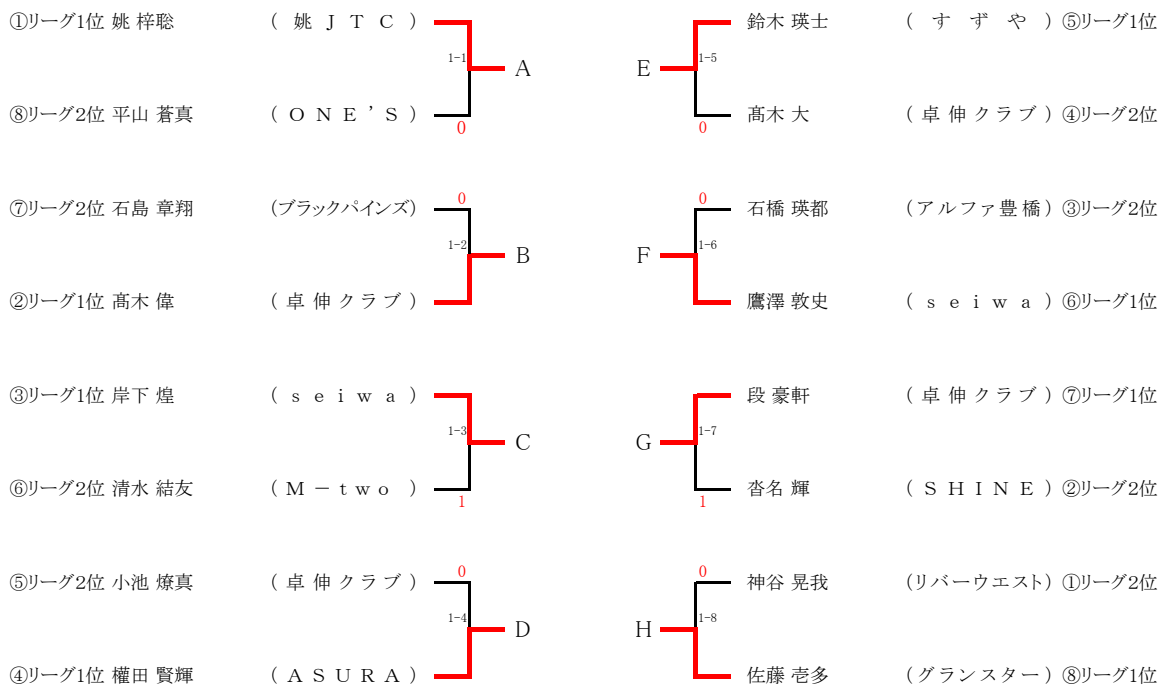 ①リーグ1位 姚 梓聡 (姚JTC)
1-1 A
⑧リーグ2位 平山 蒼真 (ONE'S)
0
⑦リーグ2位 石島 章翔 (ブラックパインズ)
0
1-2 B
②リーグ1位 髙木 偉 (卓伸クラブ)
③リーグ1位 岸下 煌 (seiwa)
1-3 C
⑥リーグ2位 清水 結友 (M-two)
1
⑤リーグ2位 小池 燎真 (卓伸クラブ)
0
1-4 D
④リーグ1位 權田 賢輝 (ASURA)
鈴木 瑛士 (すずや) ⑤リーグ1位
E 1-5
髙木 大 (卓伸クラブ) ④リーグ2位
0
0
石橋 瑛都 (アルファ豊橋) ③リーグ2位
F 1-6
鷹澤 敦史 (seiwa) ⑥リーグ1位
段 豪軒 (卓伸クラブ) ⑦リーグ1位
G 1-7
沓名 輝 (SHINE) ②リーグ2位
1
0
神谷 晃我 (リバーウエスト) ①リーグ2位
H 1-8
佐藤 壱多 (グランスター) ⑧リーグ1位